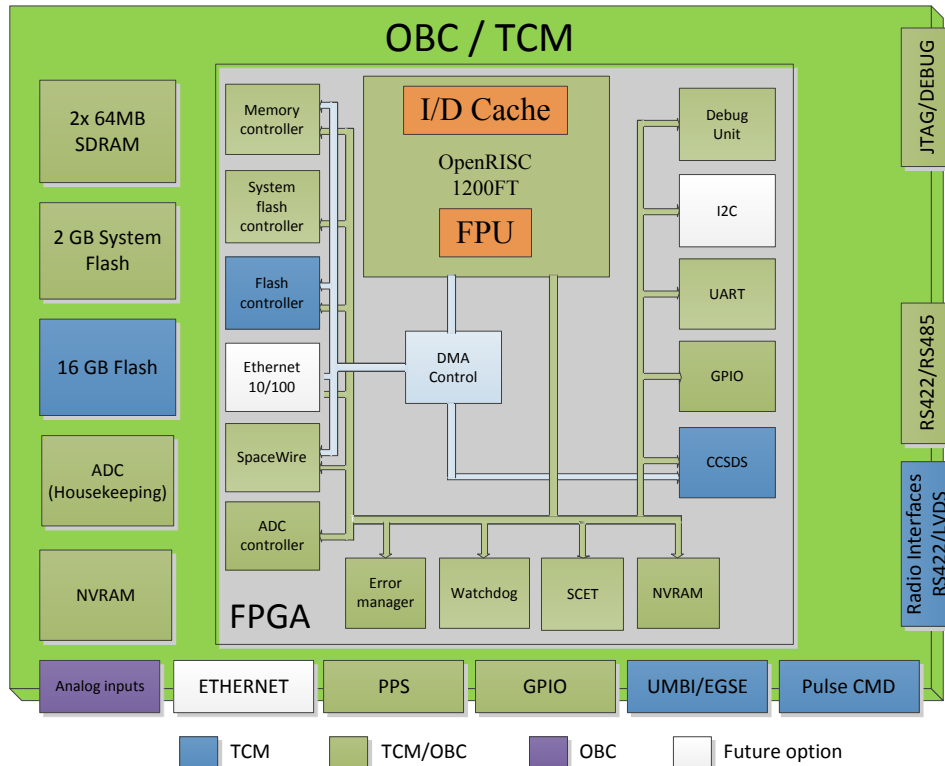 OBC / TCM
2x 64MB
SDRAM
2 GB System
Flash
16 GB Flash
ADC
(Housekeeping)
NVRAM
Memory
controller
System
flash
controller
Flash
controller
Ethernet
10/100
SpaceWire
ADC
controller
FPGA
I/D Cache
OpenRISC
1200FT
FPU
DMA
Control
Debug
Unit
I2C
UART
GPIO
CCSDS
Error
manager
Watchdog
SCET
NVRAM
JTAG/DEBUG
RS422/RS485
Radio Interfaces
RS422/LVDS
Analog inputs
ETHERNET
PPS
GPIO
UMBI/EGSE
Pulse CMD
TCM
TCM/OBC
OBC
Future option